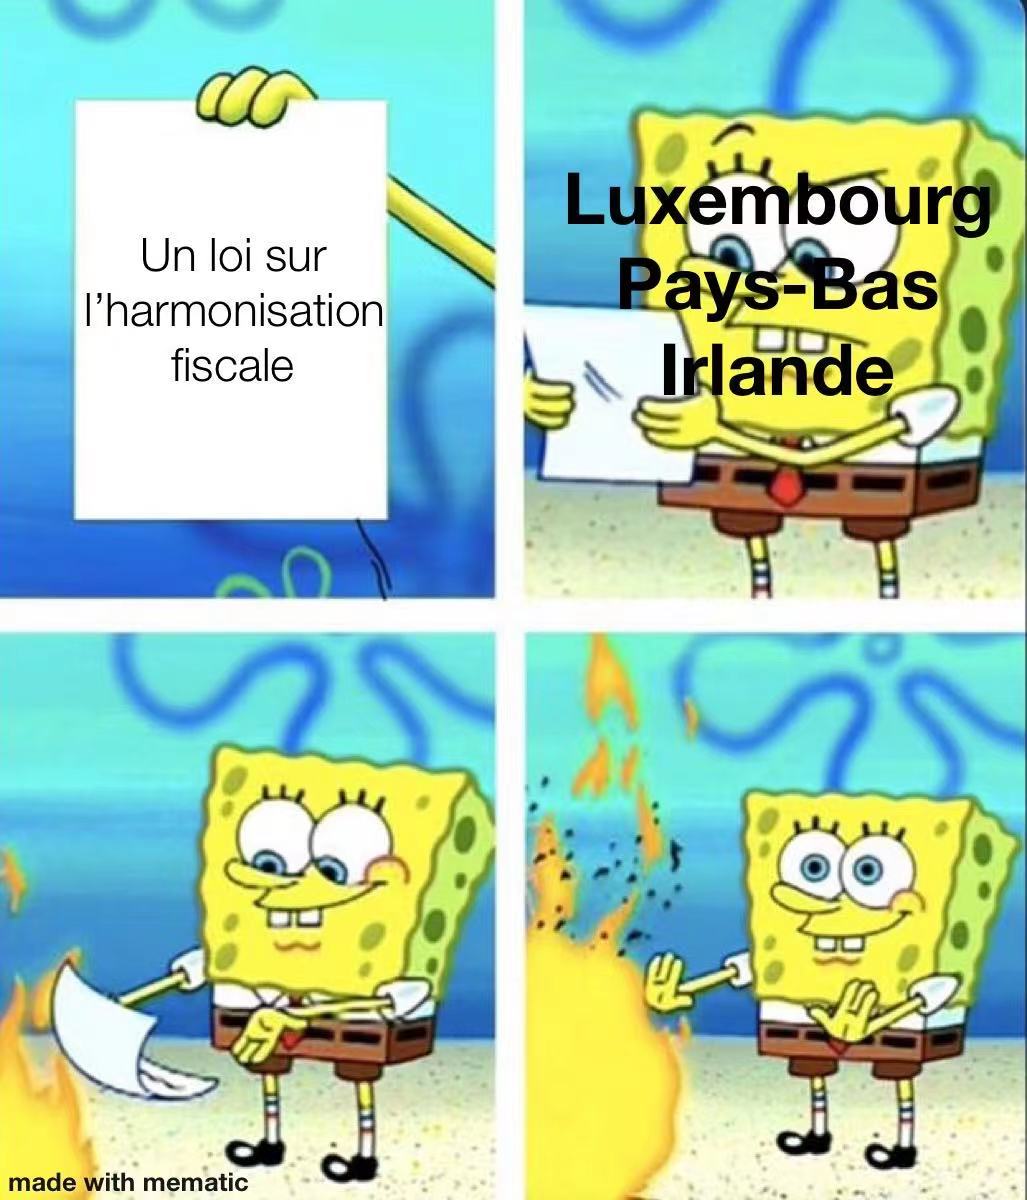 Un loi sur
l’harmonisation
fiscale
Luxembourg
Pays-Bas
Irlande
made with mematic